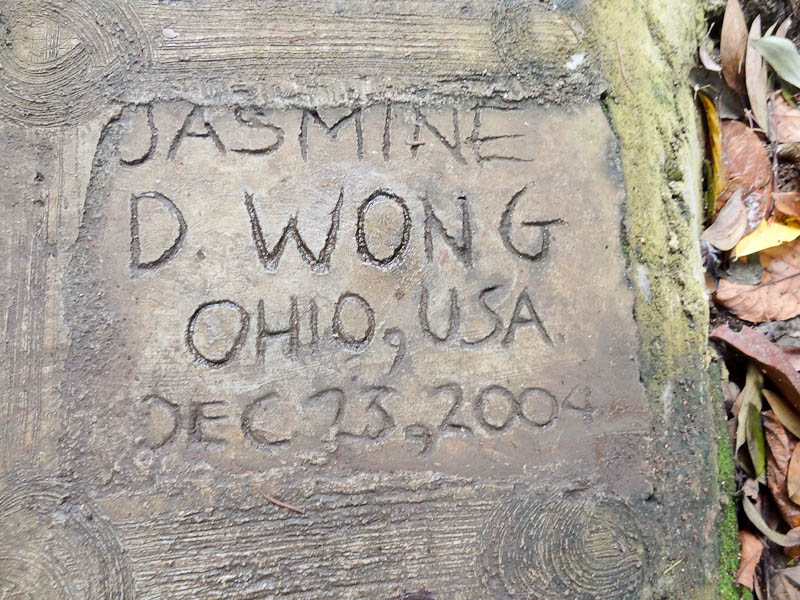 JASMINE
D. WONG
OHIO, USA.
DEC 23, 2004